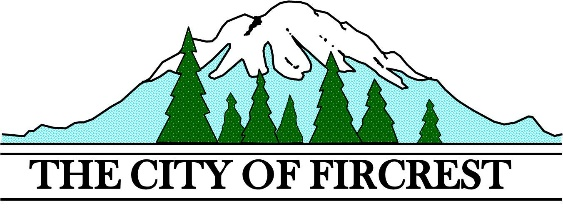 THE CITY OF FIRCREST